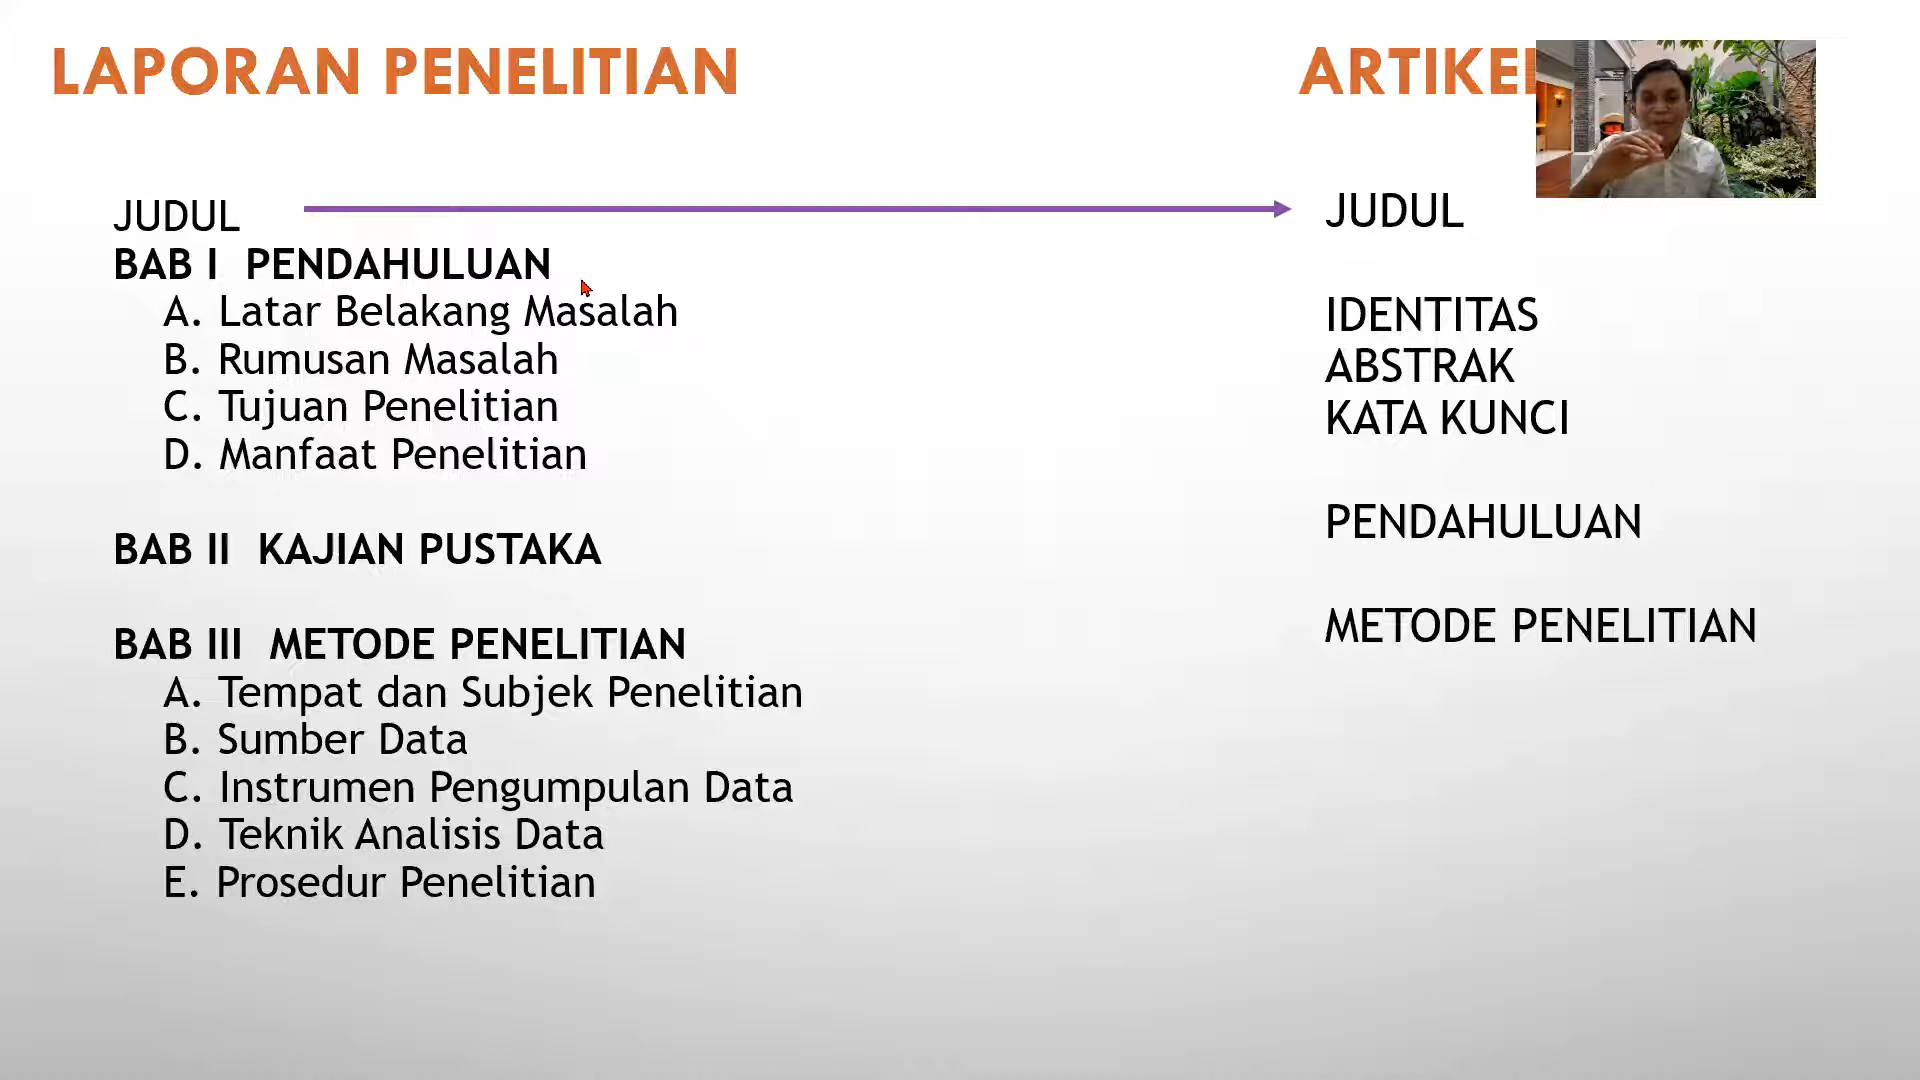 LAPORAN PENELITIAN
JUDUL
BAB I PENDAHULUAN
A. Latar Belakang Masalah
B. Rumusan Masalah
C. Tujuan Penelitian
D. Manfaat Penelitian
BAB II KAJIAN PUSTAKA
BAB III METODE PENELITIAN
A. Tempat dan Subjek Penelitian
B. Sumber Data
C. Instrumen Pengumpulan Data
D. Teknik Analisis Data
E. Prosedur Penelitian
ARTIKEL
JUDUL
IDENTITAS
ABSTRAK
KATA KUNCI
PENDAHULUAN
METODE PENELITIAN